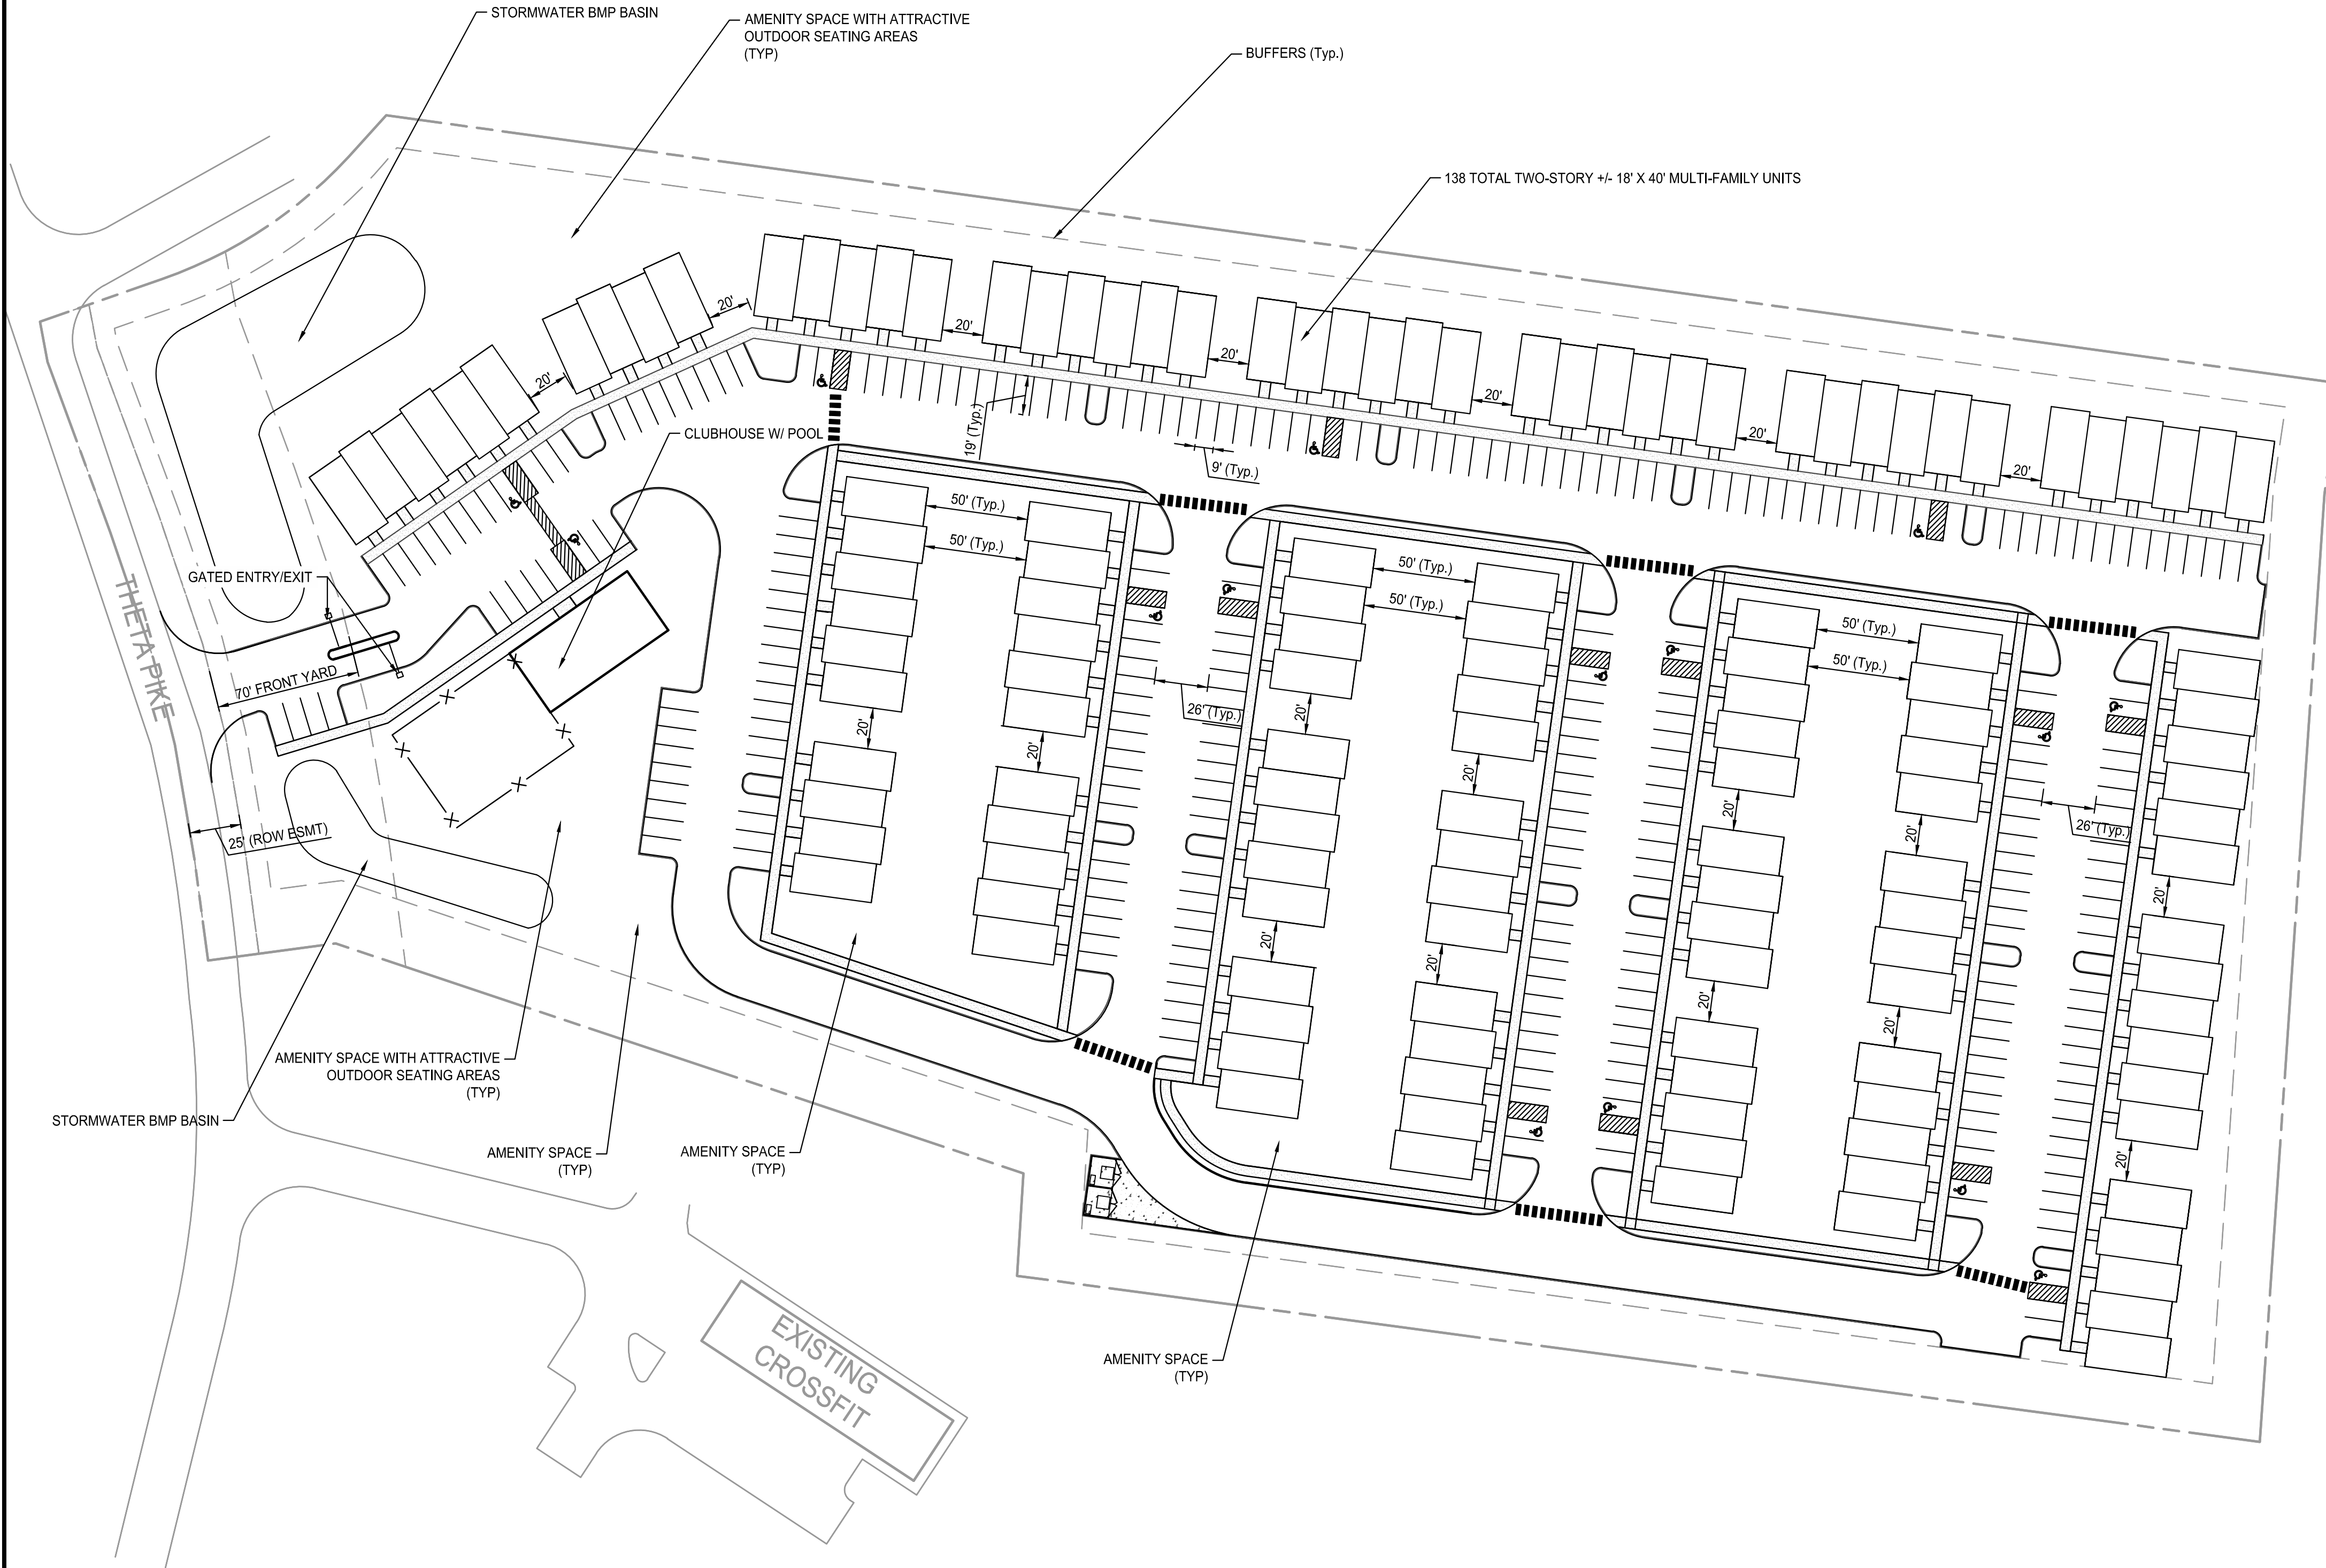 STORMWATER BMP BASIN
AMENITY SPACE WITH ATTRACTIVE
OUTDOOR SEATING AREAS
(TYP)
BUFFERS (Typ.)
138 TOTAL TWO-STORY +/- 18' X 40' MULTI-FAMILY UNITS
20'
20'
20'
20'
20'
20'
20'
20'
19' (Typ.)
9' (Typ.)
CLUBHOUSE W/ POOL
GATED ENTRY/EXIT
70' FRONT YARD
THETA PIKE
25' (ROW ESMT)
50' (Typ.)
50' (Typ.)
50' (Typ.)
50' (Typ.)
50' (Typ.)
50' (Typ.)
26' (Typ.)
26' (Typ.)
20'
20'
20'
20'
20'
20'
20'
20'
20'
20'
20'
20'
AMENITY SPACE WITH ATTRACTIVE
OUTDOOR SEATING AREAS
(TYP)
STORMWATER BMP BASIN
AMENITY SPACE
(TYP)
AMENITY SPACE
(TYP)
AMENITY SPACE
(TYP)
EXISTING
CROSSFIT